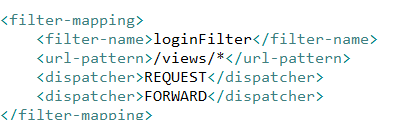 <filter-mapping>
    <filter-name>loginFilter</filter-name>
    <url-pattern>/views/*</url-pattern>
    <dispatcher>REQUEST</dispatcher>
    <dispatcher>FORWARD</dispatcher>
</filter-mapping>